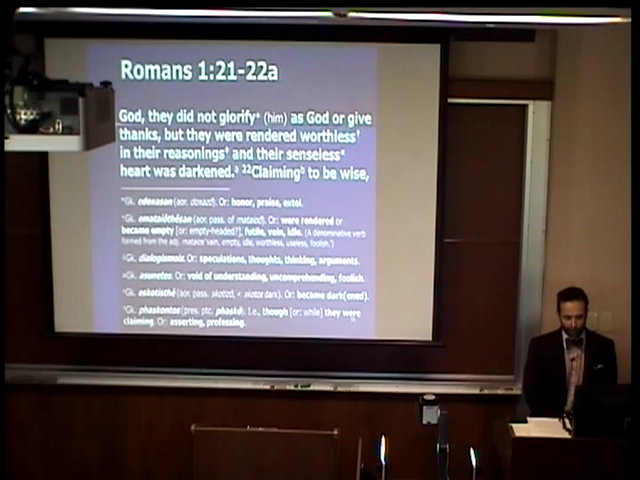 Romans 1:21-22a
God, they did not glorify* (him) as God or give
thanks, but they were rendered worthless†
in their reasonings‡ and their senseless
heart was darkened. ²²Claiming to be wise,
*Gk. edoxasan (aor. doxazō). Or: honor, praise, extol.
Gk. emataiōthēsan (aor. pass. of mataioō). Or: were rendered or
became empty [or: empty-headed?], futile, vain, idle. (A denominative verb
formed from the adj. mataios 'vain, empty, idle, worthless, useless, foolish.')
Gk. dialogismois. Or: speculations, thoughts, thinking, arguments.
Gk. asunetos. Or: void of understanding, uncomprehending, foolish.
Gk. eskotisthē (aor. pass. skotizō, < skotos dark). Or: became dark(ened).
Gk. phaskontes (pres. ptc. phaskō). I.e., though [or: while] they were
claiming. Or: asserting, professing.